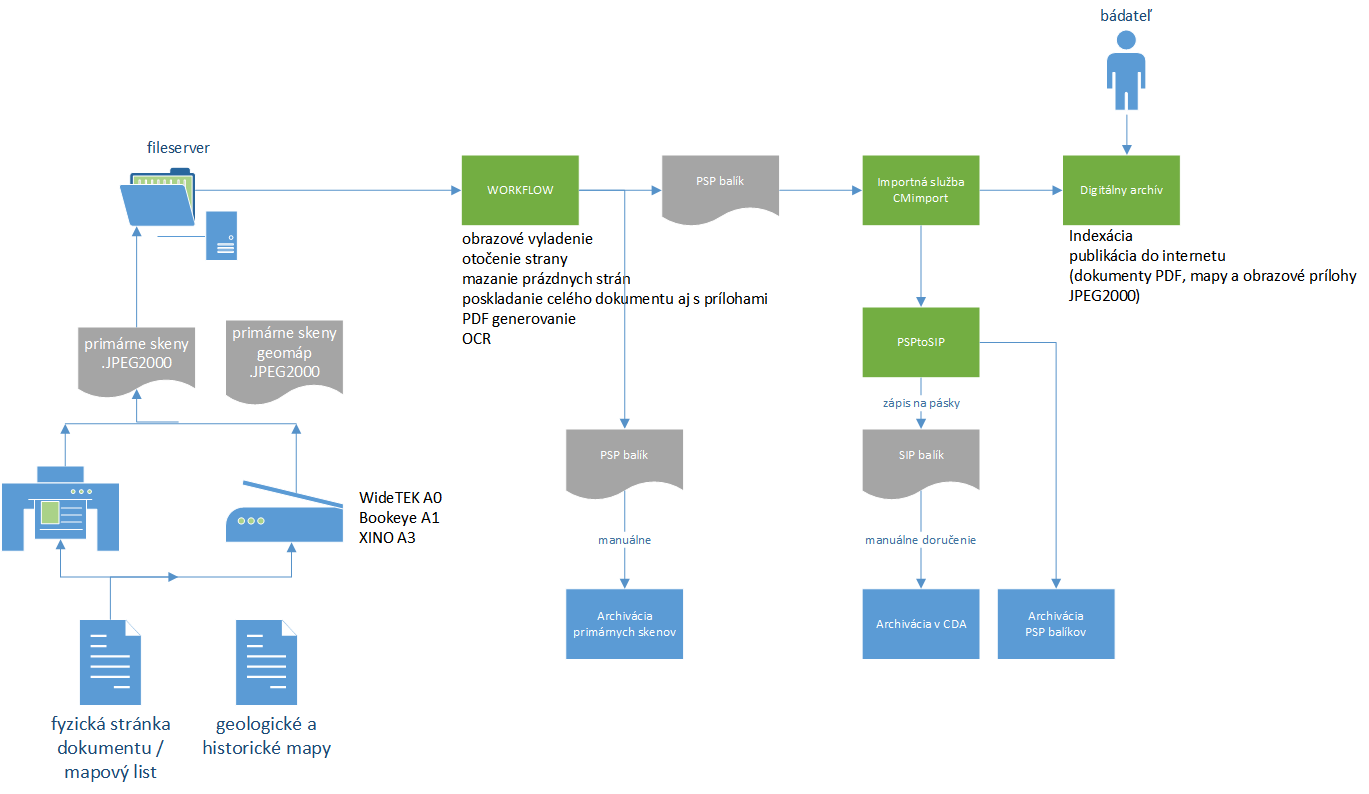 bádateľ
fileserver
WORKFLOW
PSP balík
Importná služba
CMimport
Digitálny archív
obrazové vyladenie
otočenie strany
mazanie prázdnych strán
poskladanie celého dokumentu aj s prílohami
PDF generovanie
OCR
Indexácia
publikácia do internetu
(dokumenty PDF, mapy a obrazové prílohy
JPEG2000)
primárne skeny
.JPEG2000
primárne skeny
geomáp
.JPEG2000
PSPtoSIP
zápis na pásky
PSP balík
SIP balík
WideTEK A0
Bookeye A1
XINO A3
manuálne
manuálne doručenie
Archivácia
primárnych skenov
Archivácia v CDA
Archivácia
PSP balíkov
fyzická stránka
dokumentu /
mapový list
geologické a
historické mapy